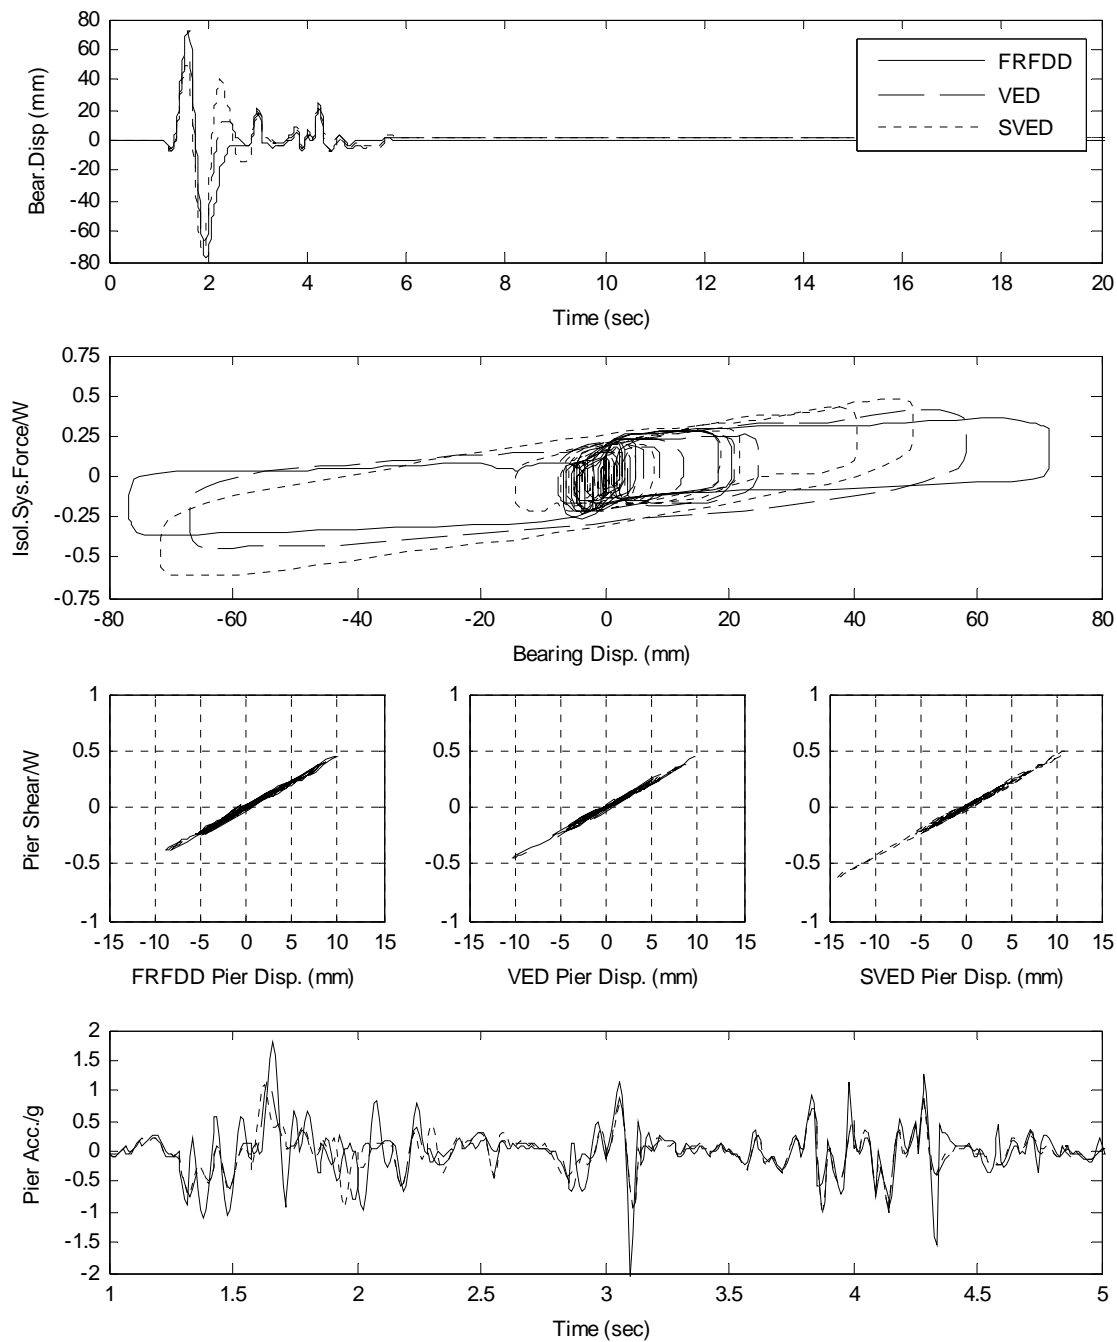 80
60
40
20
0
-20
-40
-60
-80
Bear.Disp (mm)
FRFDD
VED
SVED
0 2 4 6 8 10 12 14 16 18 20
Time (sec)
0.75
0.5
0.25
0
-0.25
-0.5
-0.75
Isol.Sys.Force/W
-80 -60 -40 -20 0 20 40 60 80
Bearing Disp. (mm)
1 1 1
0.5 0.5 0.5
0 0 0
-0.5 -0.5 -0.5
-1 -1 -1
Pier Shear/W
-15 -10 -5 0 5 10 15 -15 -10 -5 0 5 10 15 -15 -10 -5 0 5 10 15
FRFDD Pier Disp. (mm) VED Pier Disp. (mm) SVED Pier Disp. (mm)
2
1.5
1
0.5
0
-0.5
-1
-1.5
-2
Pier Acc./g
1 1.5 2 2.5 3 3.5 4 4.5 5
Time (sec)